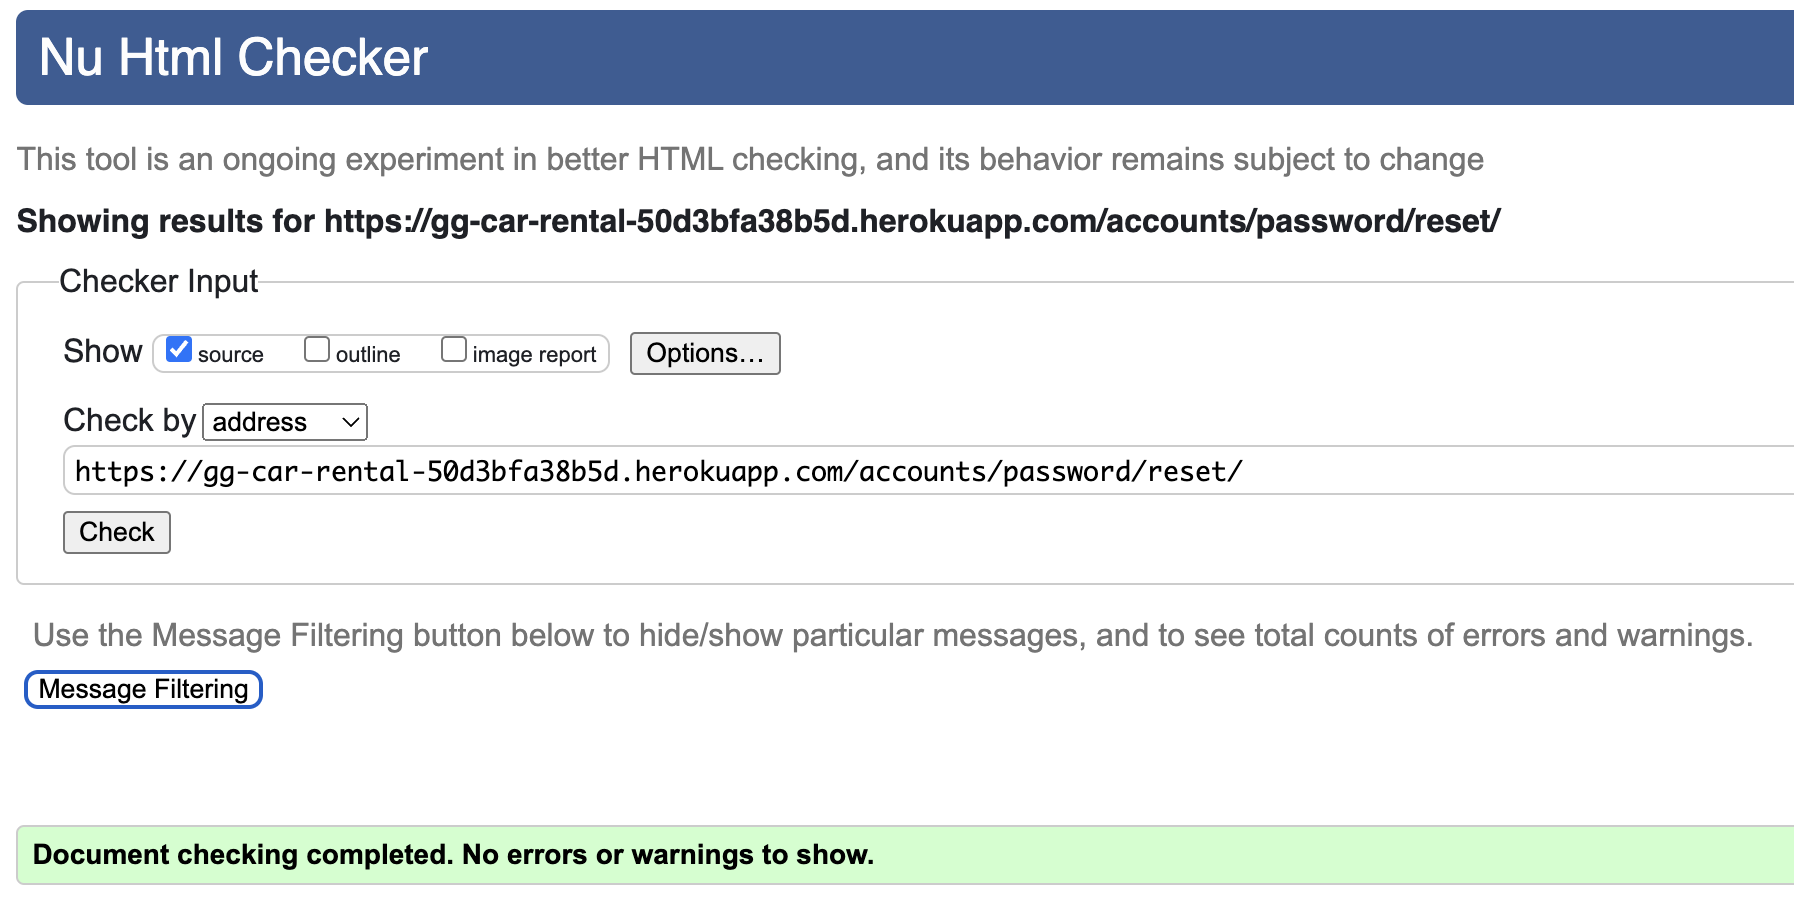 Nu Html Checker
This tool is an ongoing experiment in better HTML checking, and its behavior remains subject to change
Showing results for https://gg-car-rental-50d3bfa38b5d.herokuapp.com/accounts/password/reset/
Checker Input
Show source outline image report Options...
Check by address
https://gg-car-rental-50d3bfa38b5d.herokuapp.com/accounts/password/reset/
Check
Use the Message Filtering button below to hide/show particular messages, and to see total counts of errors and warnings.
Message Filtering
Document checking completed. No errors or warnings to show.